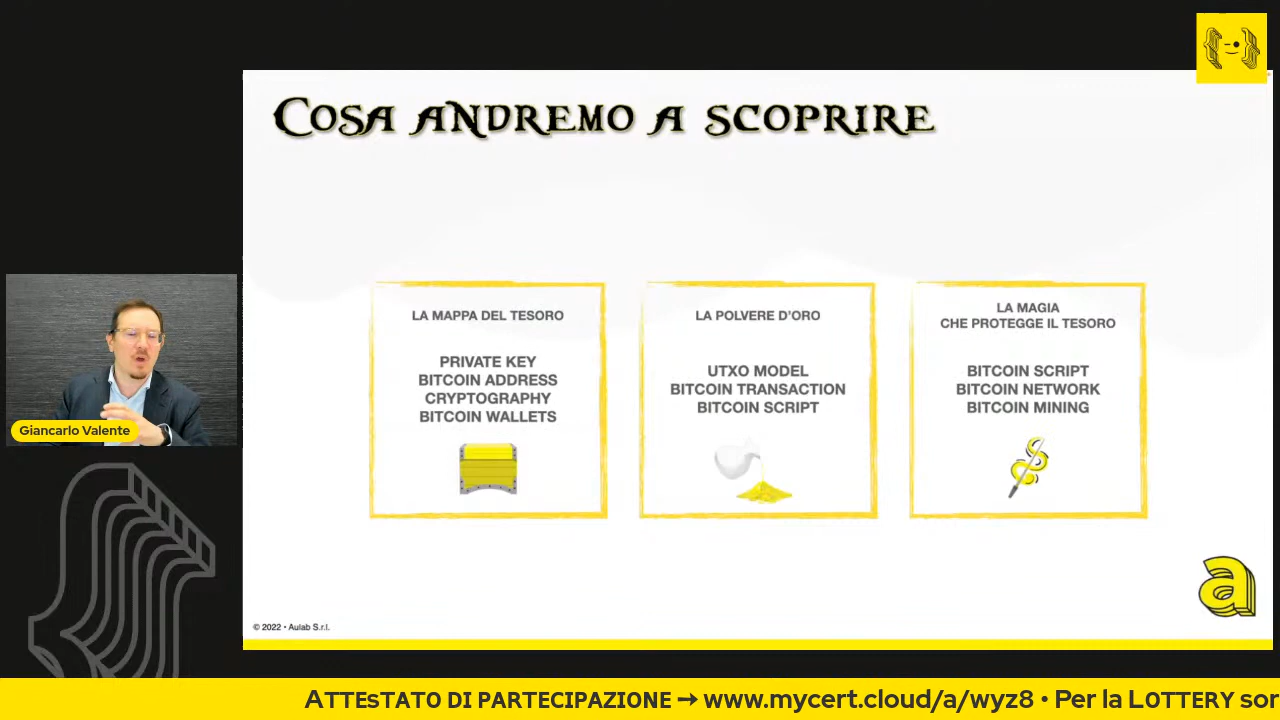 COSA ANDREMO A SCOPRIRE
LA MAPPA DEL TESORO
PRIVATE KEY
BITCOIN ADDRESS
CRYPTOGRAPHY
BITCOIN WALLETS
LA POLVERE D'ORO
UTXO MODEL
BITCOIN TRANSACTION
BITCOIN SCRIPT
LA MAGIA
CHE PROTEGGE IL TESORO
BITCOIN SCRIPT
BITCOIN NETWORK
BITCOIN MINING
Giancarlo Valente
a
© 2022 • Aulab S.r.l.
ATTEsTATO DI PARTECIPAZIONE → www.mycert.cloud/a/wyz8 • Per la LOTTERY sor